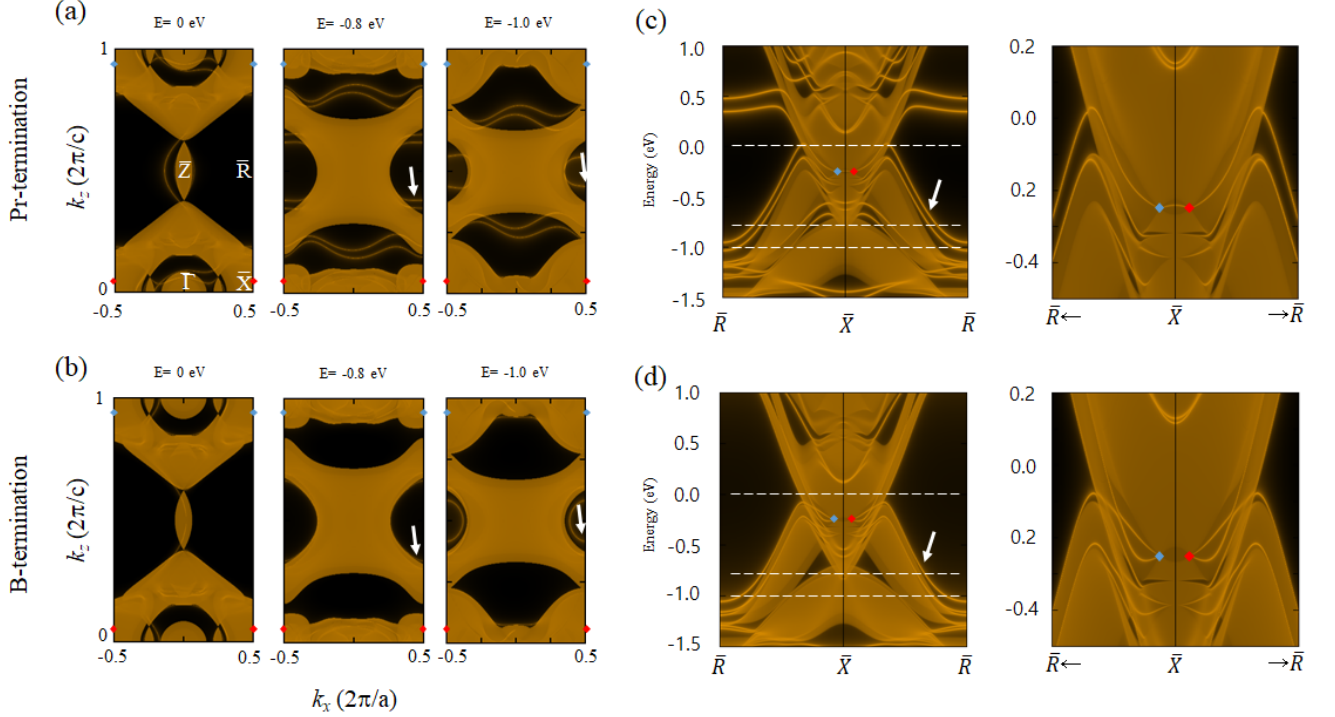 (a)
E= 0 eV
E= -0.8 eV
E= -1.0 eV
Pr-termination
k_z (2π/c)
1
0
Z̅
R̅
Γ̅
X̅
-0.5
0.5
-0.5
0.5
-0.5
0.5
(c)
Energy (eV)
1.0
0.5
0.0
-0.5
-1.0
-1.5
R̅
X̅
R̅
0.2
0.0
0.2
-0.4
R̅←
X̅
→R̅
(b)
E= 0 eV
E= -0.8 eV
E= -1.0 eV
B-termination
k_z (2π/c)
1
0
-0.5
0.5
-0.5
0.5
-0.5
0.5
k_x (2π/a)
(d)
Energy (eV)
1.0
0.5
0.0
-0.5
-1.0
-1.5
R̅
X̅
R̅
0.2
0.0
0.2
-0.4
R̅←
X̅
→R̅